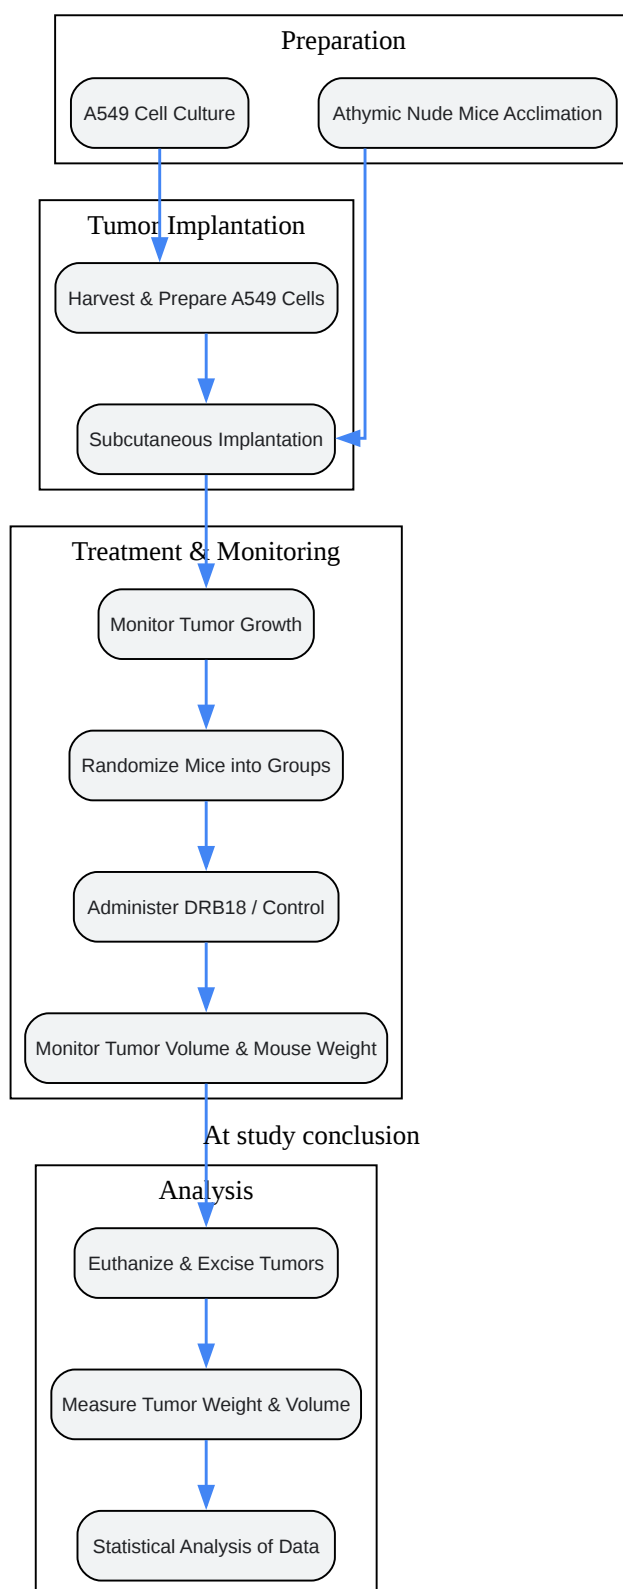 Preparation
A549 Cell Culture
Athymic Nude Mice Acclimation
Tumor Implantation
Harvest & Prepare A549 Cells
Subcutaneous Implantation
Treatment & Monitoring
Monitor Tumor Growth
Randomize Mice into Groups
Administer DRB18 / Control
Monitor Tumor Volume & Mouse Weight
At study conclusion
Analysis
Euthanize & Excise Tumors
Measure Tumor Weight & Volume
Statistical Analysis of Data